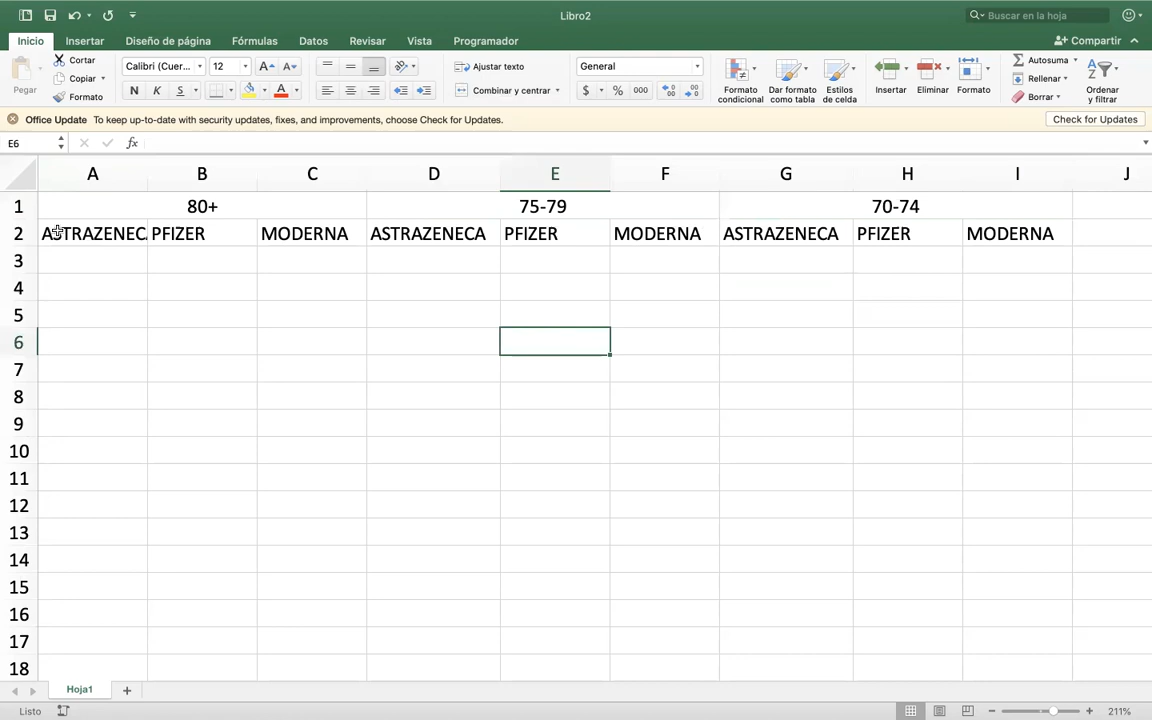 Libro2
Buscar en la hoja
Inicio Insertar Diseño de página Fórmulas Datos Revisar Vista Programador Compartir
Pegar
Cortar
Copiar
Formato
Calibri (Cuer... 12
A A
N K S A
Ajustar texto
Combinar y centrar
General
$ % 000
Formato condicional
Dar formato como tabla
Estilos de celda
Insertar
Eliminar
Formato
Autosuma
Rellenar
Borrar
Ordenar y filtrar
Office Update To keep up-to-date with security updates, fixes, and improvements, choose Check for Updates. Check for Updates
E6 fx
A B C D E F G H I J
1 80+ 75-79 70-74
2 ASTRAZENECA PFIZER MODERNA ASTRAZENECA PFIZER MODERNA ASTRAZENECA PFIZER MODERNA
3
4
5
6
7
8
9
10
11
12
13
14
15
16
17
18
Hoja1
Listo 211%